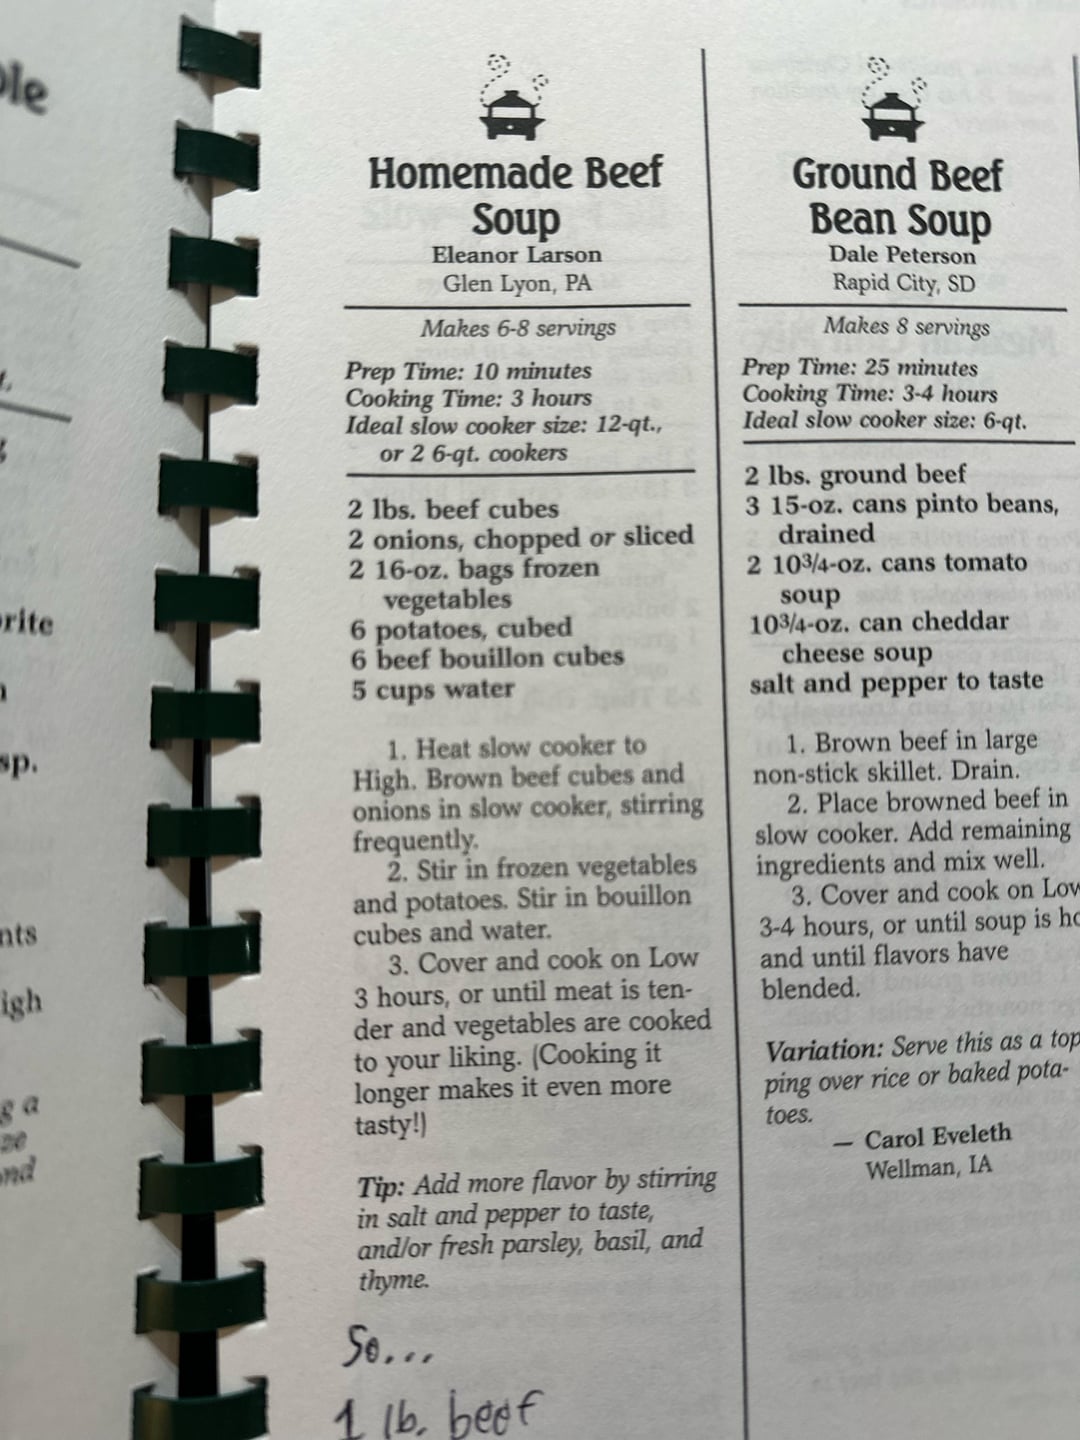 ple
t.
rite
sp.
nts
igh
g a
ze
nd
Homemade Beef
Soup
Eleanor Larson
Glen Lyon, PA
Makes 6-8 servings
Prep Time: 10 minutes
Cooking Time: 3 hours
Ideal slow cooker size: 12-qt.,
or 2 6-qt. cookers
2 lbs. beef cubes
2 onions, chopped or sliced
2 16-oz. bags frozen
vegetables
6 potatoes, cubed
6 beef bouillon cubes
5 cups water
1. Heat slow cooker to
High. Brown beef cubes and
onions in slow cooker, stirring
frequently.
2. Stir in frozen vegetables
and potatoes. Stir in bouillon
cubes and water.
3. Cover and cook on Low
3 hours, or until meat is ten-
der and vegetables are cooked
to your liking. (Cooking it
longer makes it even more
tasty!)
Tip: Add more flavor by stirring
in salt and pepper to taste,
and/or fresh parsley, basil, and
thyme.
So...
1 lb. beef
Ground Beef
Bean Soup
Dale Peterson
Rapid City, SD
Makes 8 servings
Prep Time: 25 minutes
Cooking Time: 3-4 hours
Ideal slow cooker size: 6-qt.
2 lbs. ground beef
3 15-oz. cans pinto beans,
drained
2 10¾-oz. cans tomato
soup
10¾-oz. can cheddar
cheese soup
salt and pepper to taste
1. Brown beef in large
non-stick skillet. Drain.
2. Place browned beef in
slow cooker. Add remaining
ingredients and mix well.
3. Cover and cook on Low
3-4 hours, or until soup is ho
and until flavors have
blended.
Variation: Serve this as a top
ping over rice or baked pota-
toes.
— Carol Eveleth
Wellman, IA